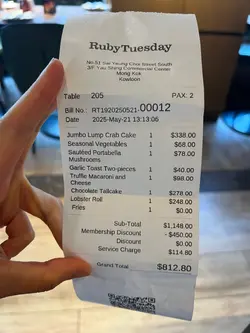 RubyTuesday
No.51 Sai Yeung Choi Street South
3/F Yau Shing Commercial Center
Mong Kok
Kowloon
Table 205 PAX: 2
Bill No.: RT1920250521-00012
Date : 2025-May-21 13:13:06
Jumbo Lump Crab Cake 1 $338.00
Seasonal Vegetables 1 $68.00
Sautéed Portabella 1 $78.00
Mushrooms
Garlic Toast Two-pieces 1 $40.00
Truffle Macaroni and 1 $98.00
Cheese
Chocolate Tallcake 1 $278.00
Lobster Roll 1 $248.00
Fries 1 $0.00
Sub-Total $1,148.00
Membership Discount - $450.00
Discount $0.00
Service Charge $114.80
Grand Total $812.80